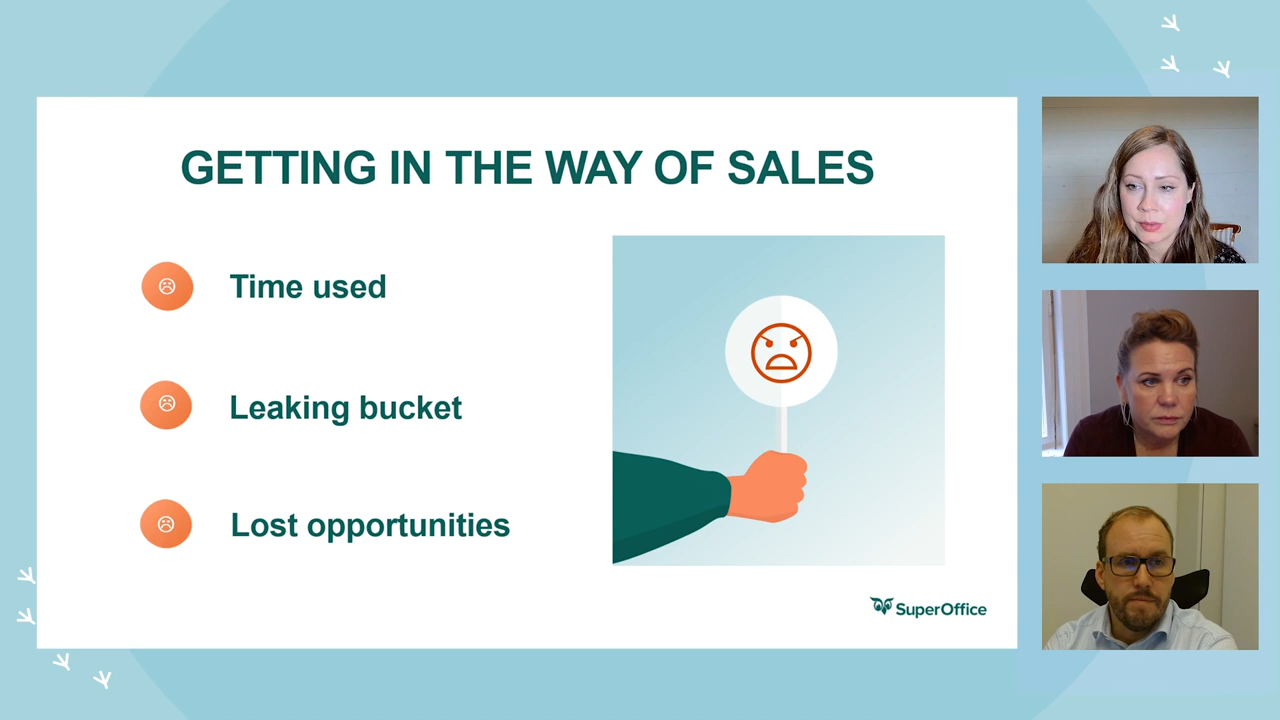 GETTING IN THE WAY OF SALES
Time used
Leaking bucket
Lost opportunities
SuperOffice